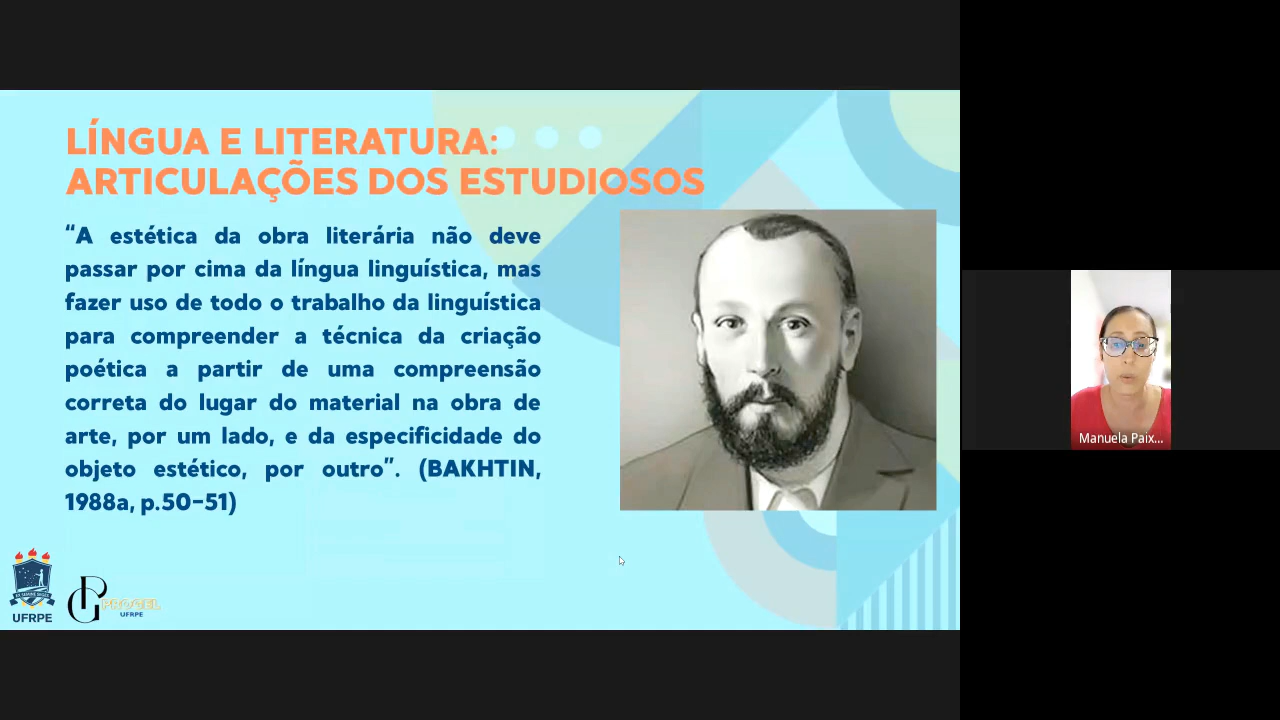 LÍNGUA E LITERATURA:
ARTICULAÇÕES DOS ESTUDIOSOS
“A estética da obra literária não deve
passar por cima da língua linguística, mas
fazer uso de todo o trabalho da linguística
para compreender a técnica da criação
poética a partir de uma compreensão
correta do lugar do material na obra de
arte, por um lado, e da especificidade do
objeto estético, por outro”. (BAKHTIN,
1988a, p.50-51)
UFRPE
PROGEL
UFRPE
Manuela Paix...